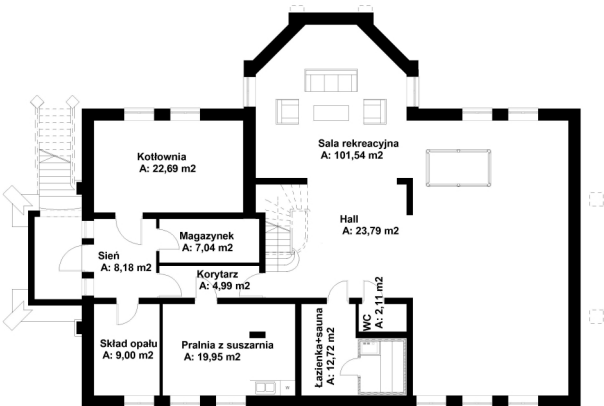 Sala rekreacyjna
A: 101,54 m2
Kotłownia
A: 22,69 m2
Hall
A: 23,79 m2
Magazynek
A: 7,04 m2
Sień
A: 8,18 m2
Korytarz
A: 4,99 m2
WC
A: 2,11 m2
Skład opału
A: 9,00 m2
Pralnia z suszarnia
A: 19,95 m2
Łazienka+sauna
A: 12,72 m2